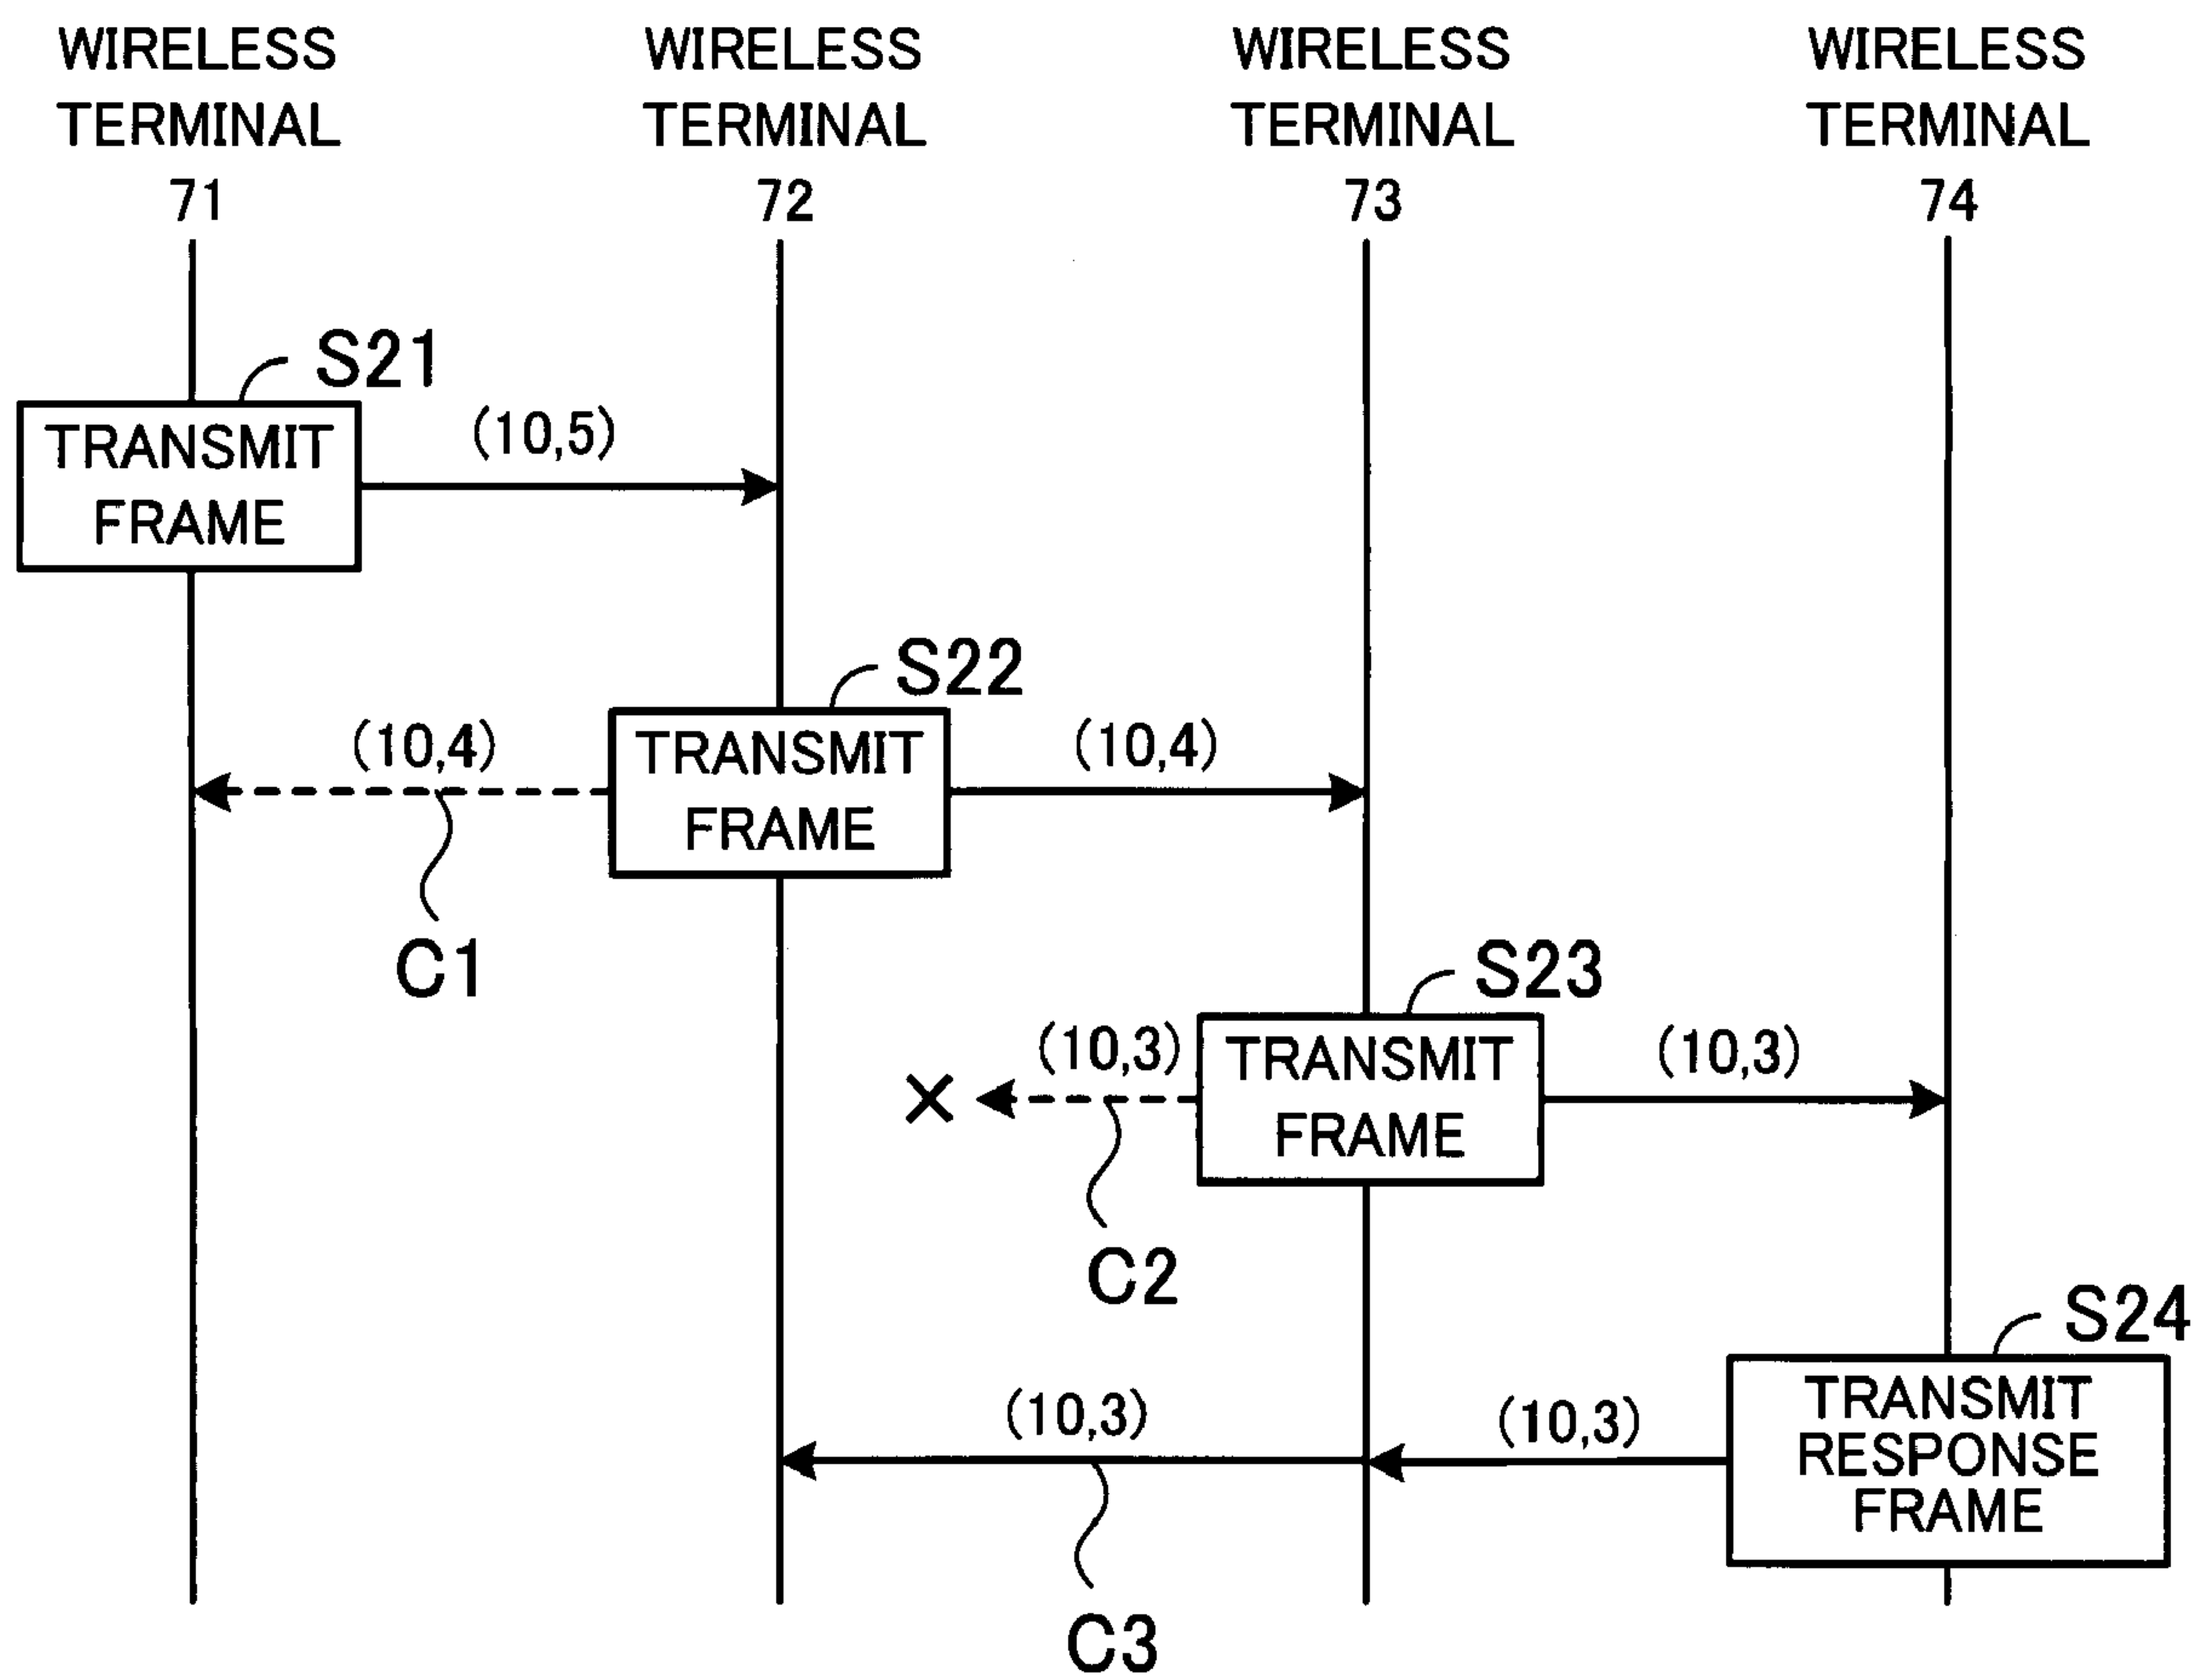 WIRELESS TERMINAL 71
WIRELESS TERMINAL 72
WIRELESS TERMINAL 73
WIRELESS TERMINAL 74
S21
TRANSMIT
FRAME
(10,5)
S22
(10,4)
TRANSMIT
FRAME
(10,4)
C1
S23
(10,3)
TRANSMIT
FRAME
(10,3)
×
C2
S24
(10,3)
(10,3)
TRANSMIT
RESPONSE
FRAME
C3